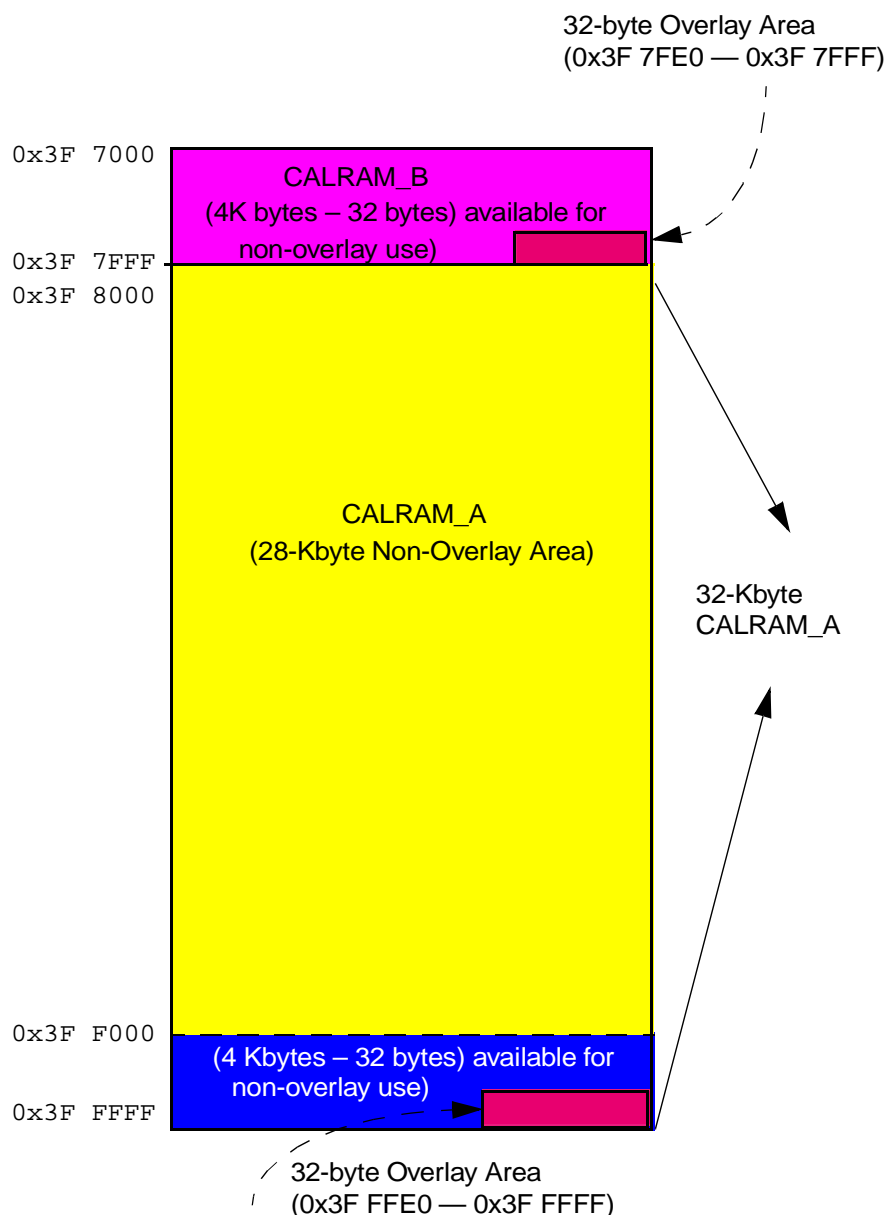 32-byte Overlay Area
(0x3F 7FE0 — 0x3F 7FFF)
0x3F 7000
CALRAM_B
(4K bytes – 32 bytes) available for
non-overlay use)
0x3F 7FFF
0x3F 8000
CALRAM_A
(28-Kbyte Non-Overlay Area)
32-Kbyte
CALRAM_A
0x3F F000
(4 Kbytes – 32 bytes) available for
non-overlay use)
0x3F FFFF
32-byte Overlay Area
(0x3F FFE0 — 0x3F FFFF)